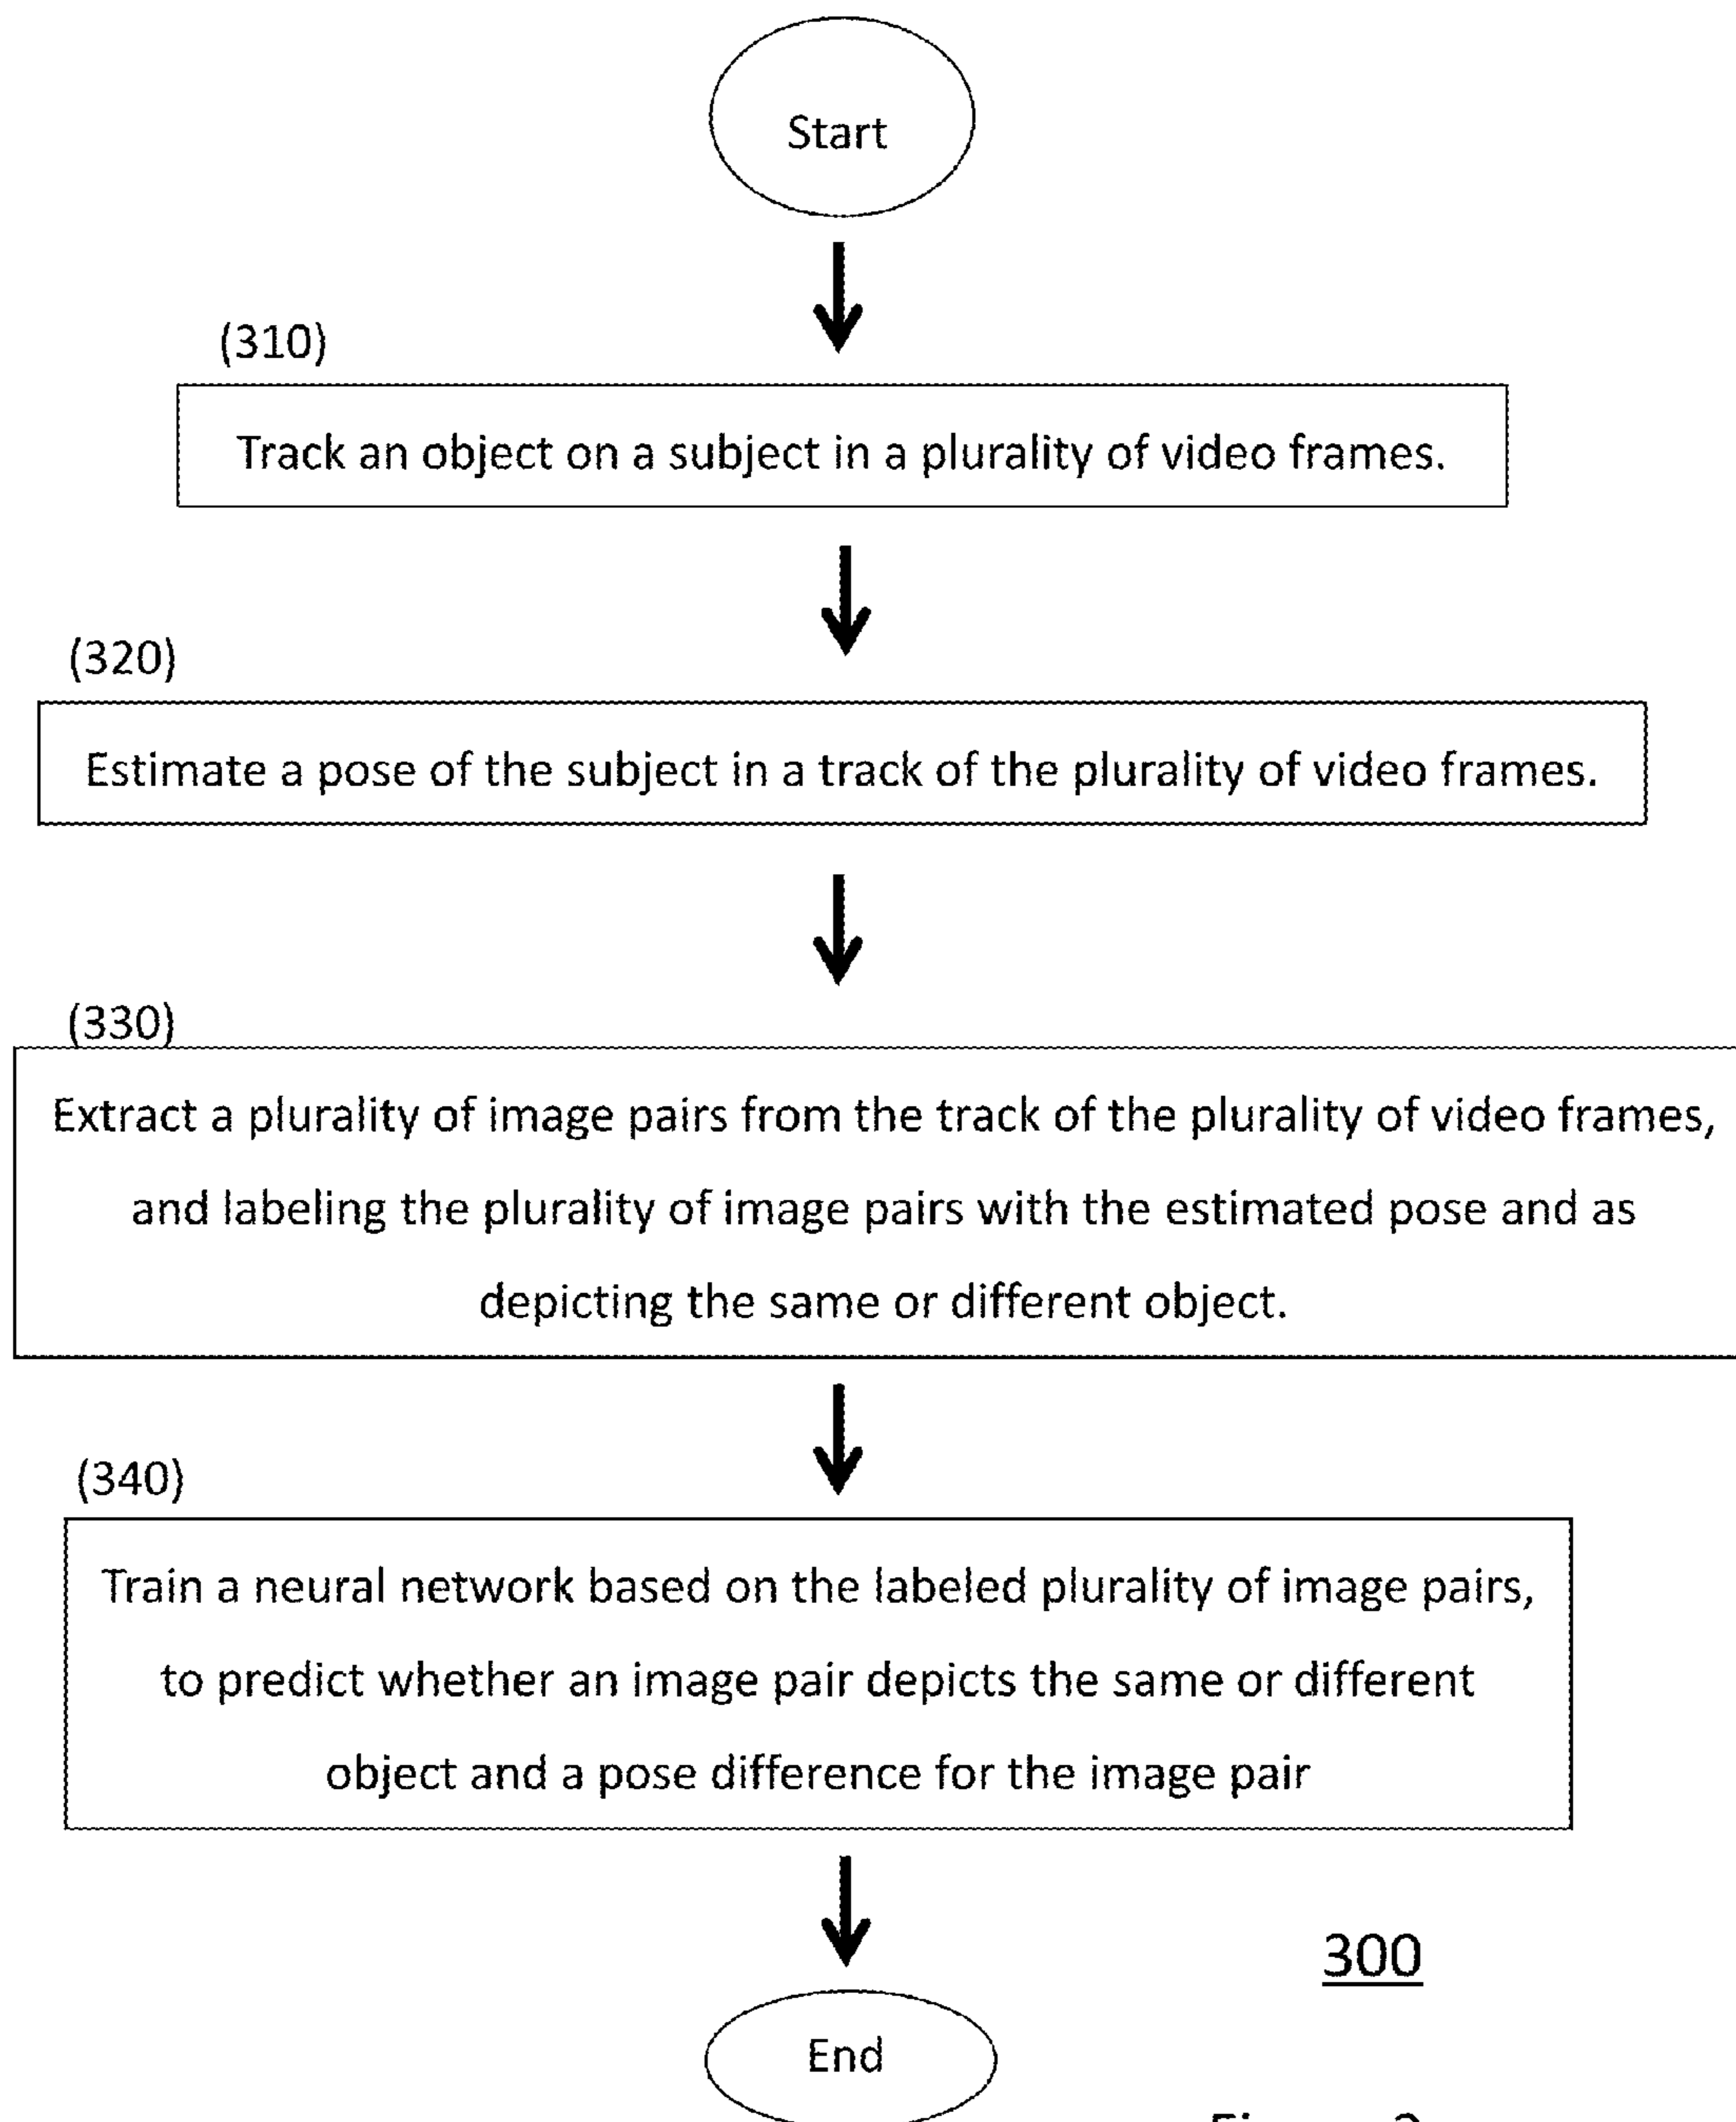 Start
(310)
Track an object on a subject in a plurality of video frames.
(320)
Estimate a pose of the subject in a track of the plurality of video frames.
(330)
Extract a plurality of image pairs from the track of the plurality of video frames,
and labeling the plurality of image pairs with the estimated pose and as
depicting the same or different object.
(340)
Train a neural network based on the labeled plurality of image pairs,
to predict whether an image pair depicts the same or different
object and a pose difference for the image pair
300
End